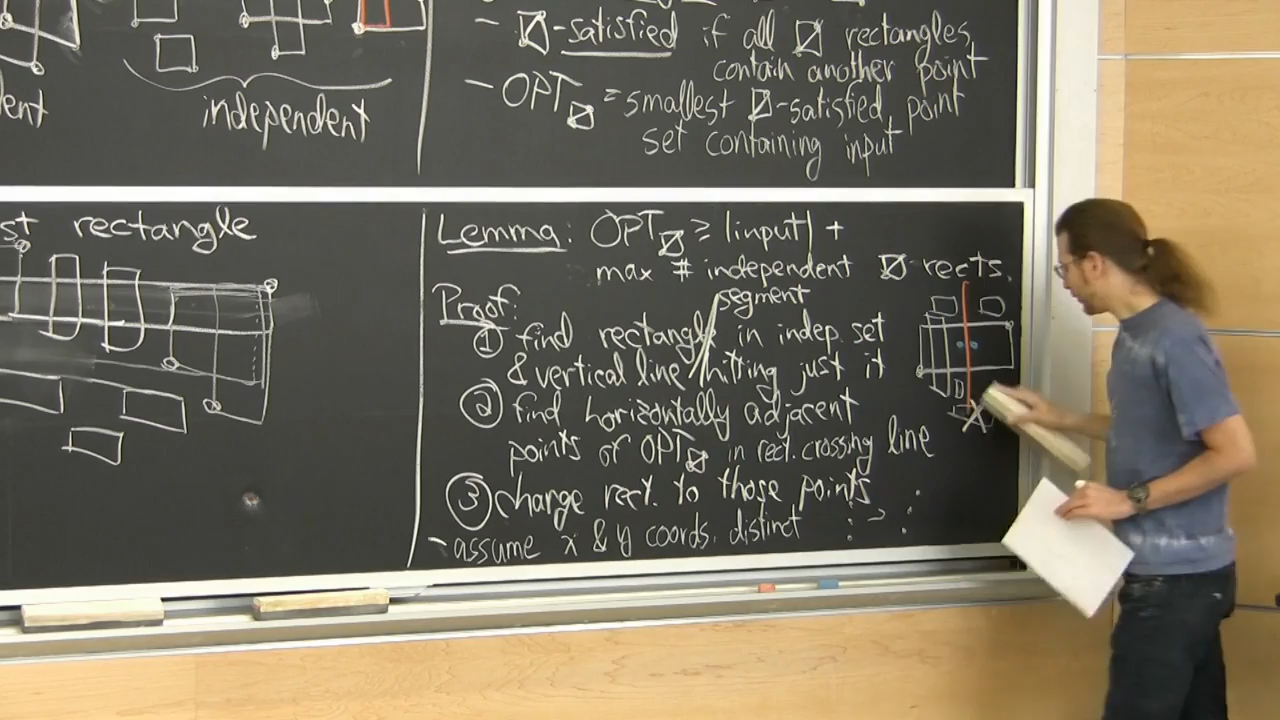 - ⧄-satisfied if all ⧄ rectangles
contain another point
- OPT⧄ = smallest ⧄-satisfied point
set containing input
independent
rectangle
Lemma: OPT⧄ ≥ |input| +
max # independent ⧄-rects.
Proof:
segment
① find rectangle in indep. set
& vertical line hitting just it
② find horizontally adjacent
points of OPT⧄ in rect. crossing line
③ charge rect. to those points
- assume x & y coords. distinct